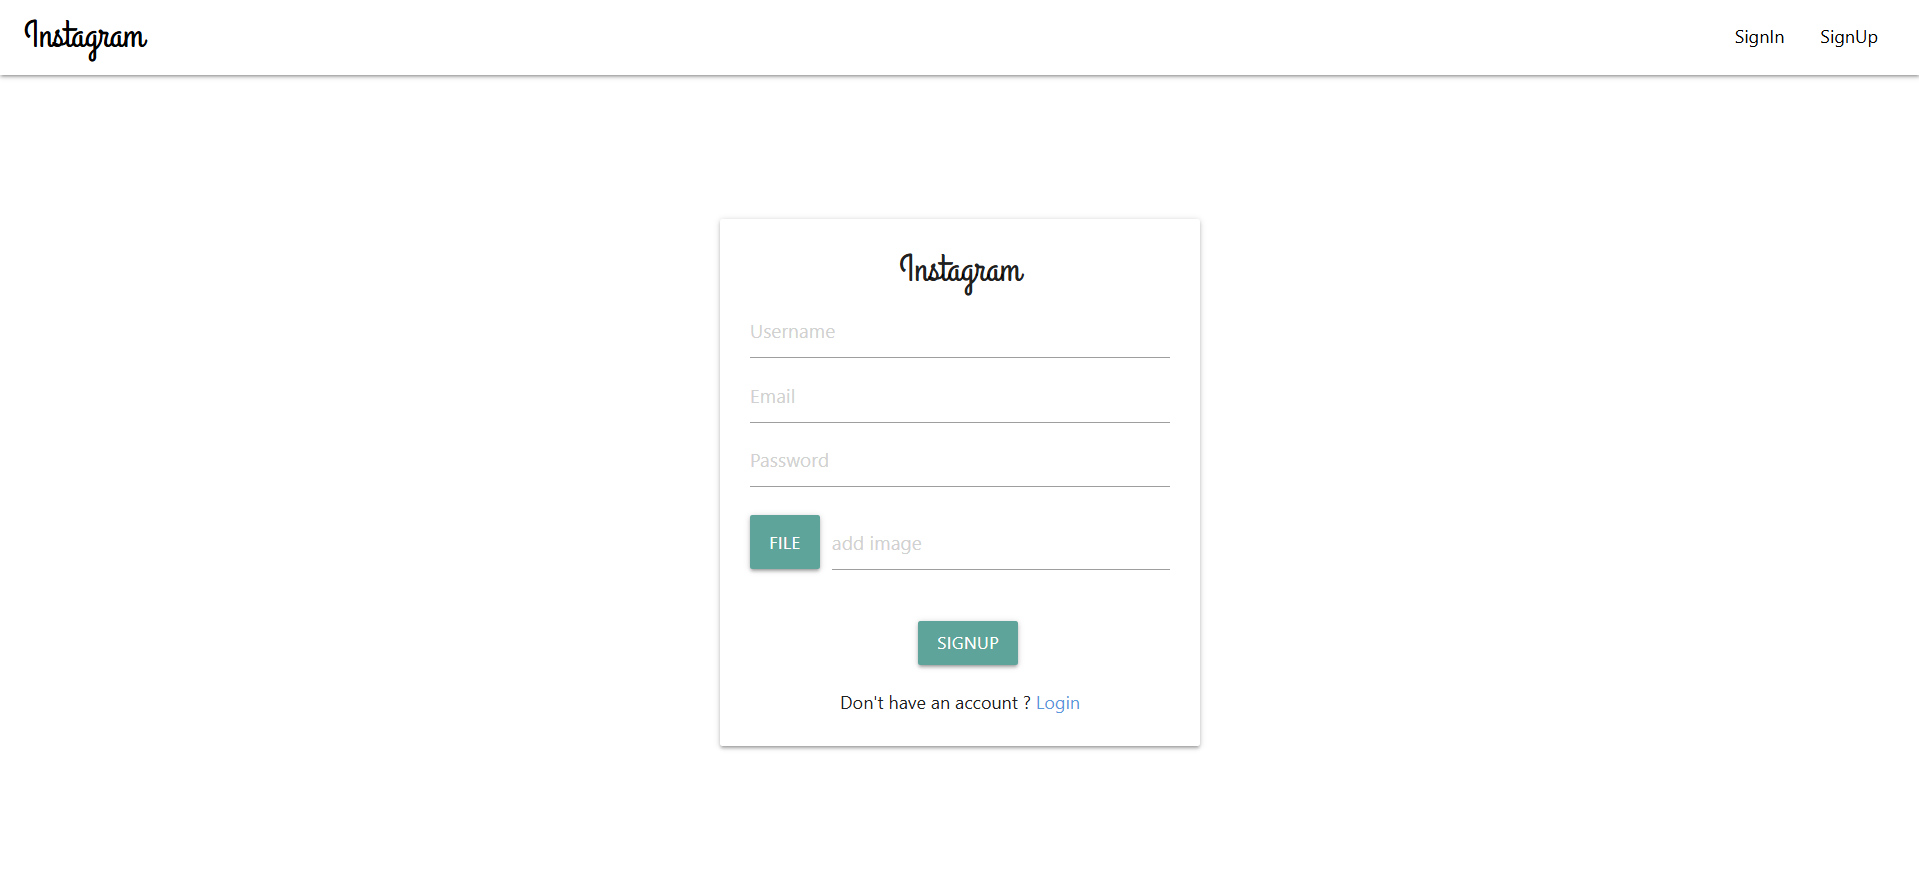 Instagram SignIn SignUp
Instagram
Username
Email
Password
FILE add image
SIGNUP
Don't have an account ? Login